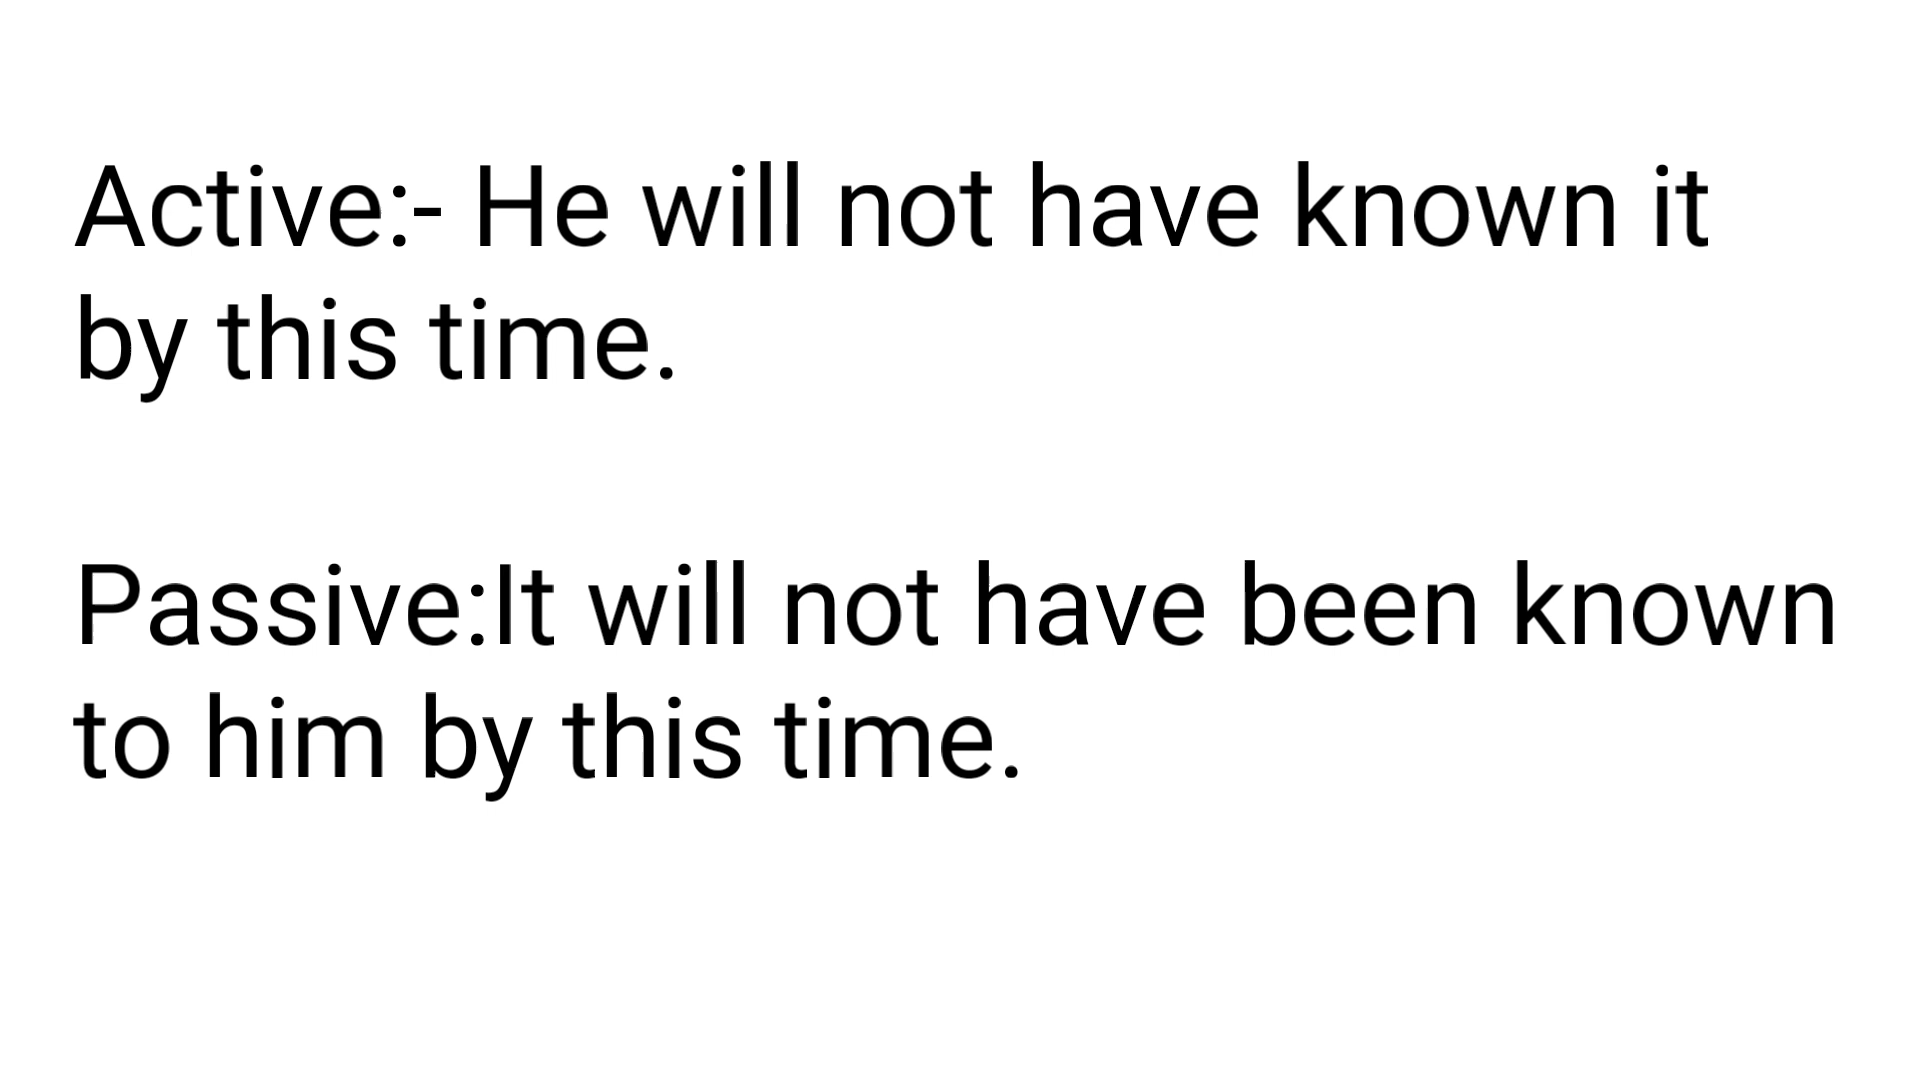 Active:- He will not have known it
by this time.
Passive:It will not have been known
to him by this time.